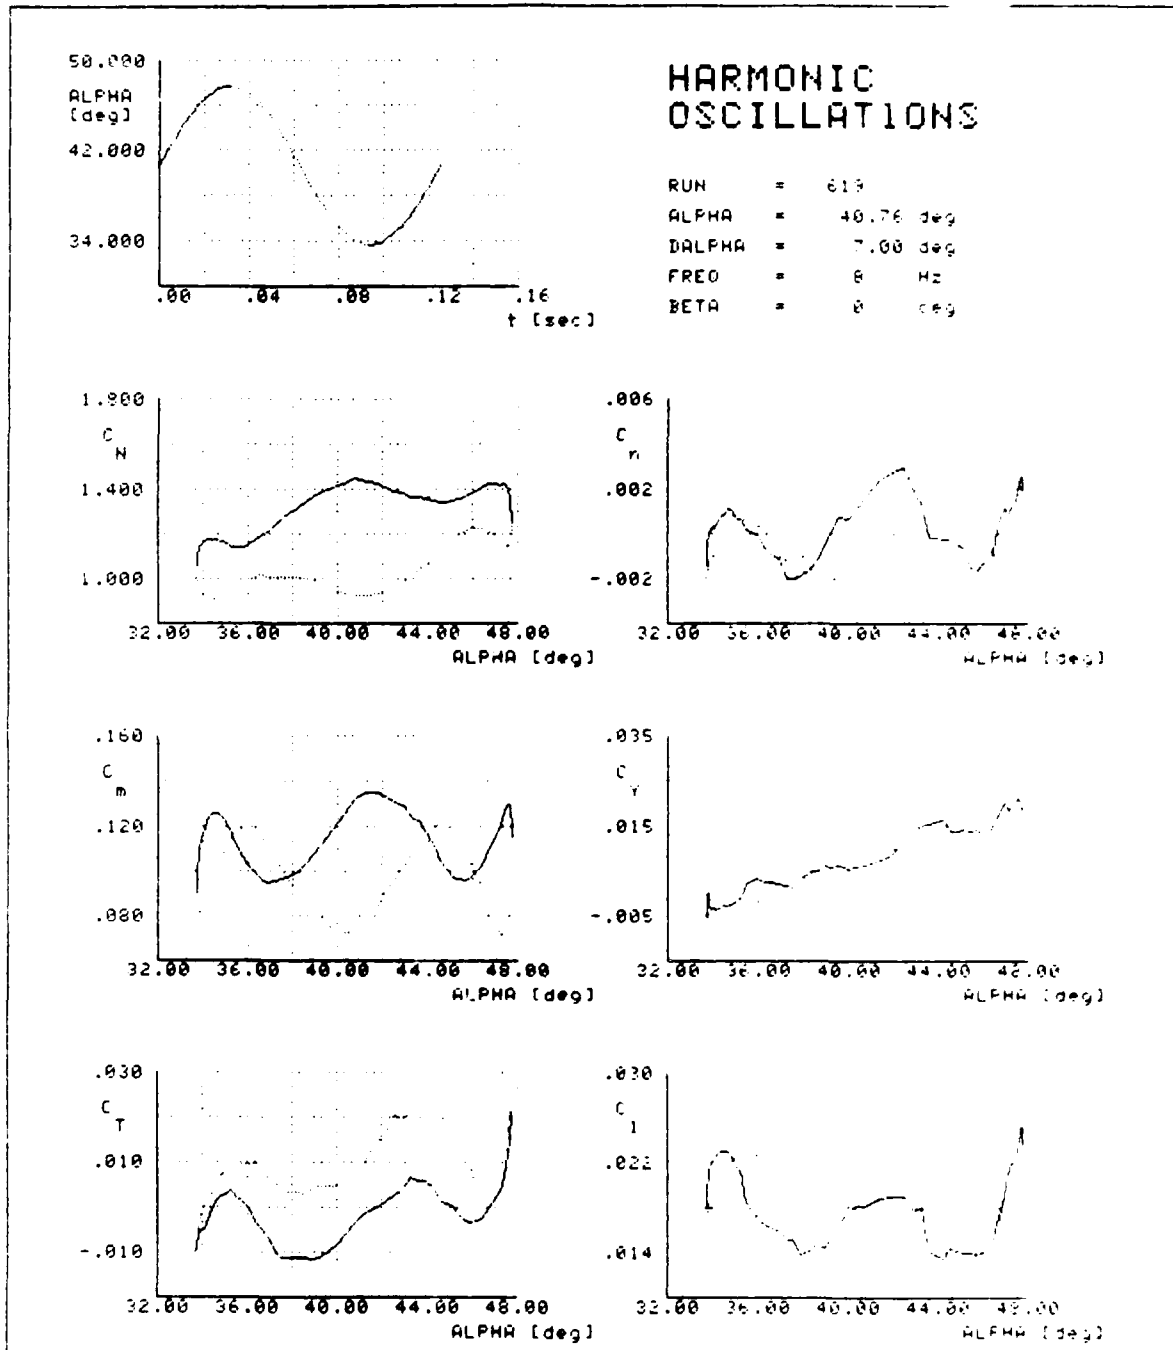 HARMONIC
OSCILLATIONS
RUN = 619
ALPHA = 40.76 deg
DALPHA = 7.00 deg
FREQ = 8 Hz
BETA = 0 deg
50.000
ALPHA
[deg]
42.000
34.000
.00 .04 .08 .12 .16
t [sec]
1.800
C N
1.400
1.000
32.00 36.00 40.00 44.00 48.00
ALPHA [deg]
.006
C n
.002
-.002
32.00 36.00 40.00 44.00 48.00
ALPHA [deg]
.160
C m
.120
.080
32.00 36.00 40.00 44.00 48.00
ALPHA [deg]
.035
C Y
.015
-.005
32.00 36.00 40.00 44.00 48.00
ALPHA [deg]
.030
C T
.010
-.010
32.00 36.00 40.00 44.00 48.00
ALPHA [deg]
.030
C l
.022
.014
32.00 36.00 40.00 44.00 48.00
ALPHA [deg]